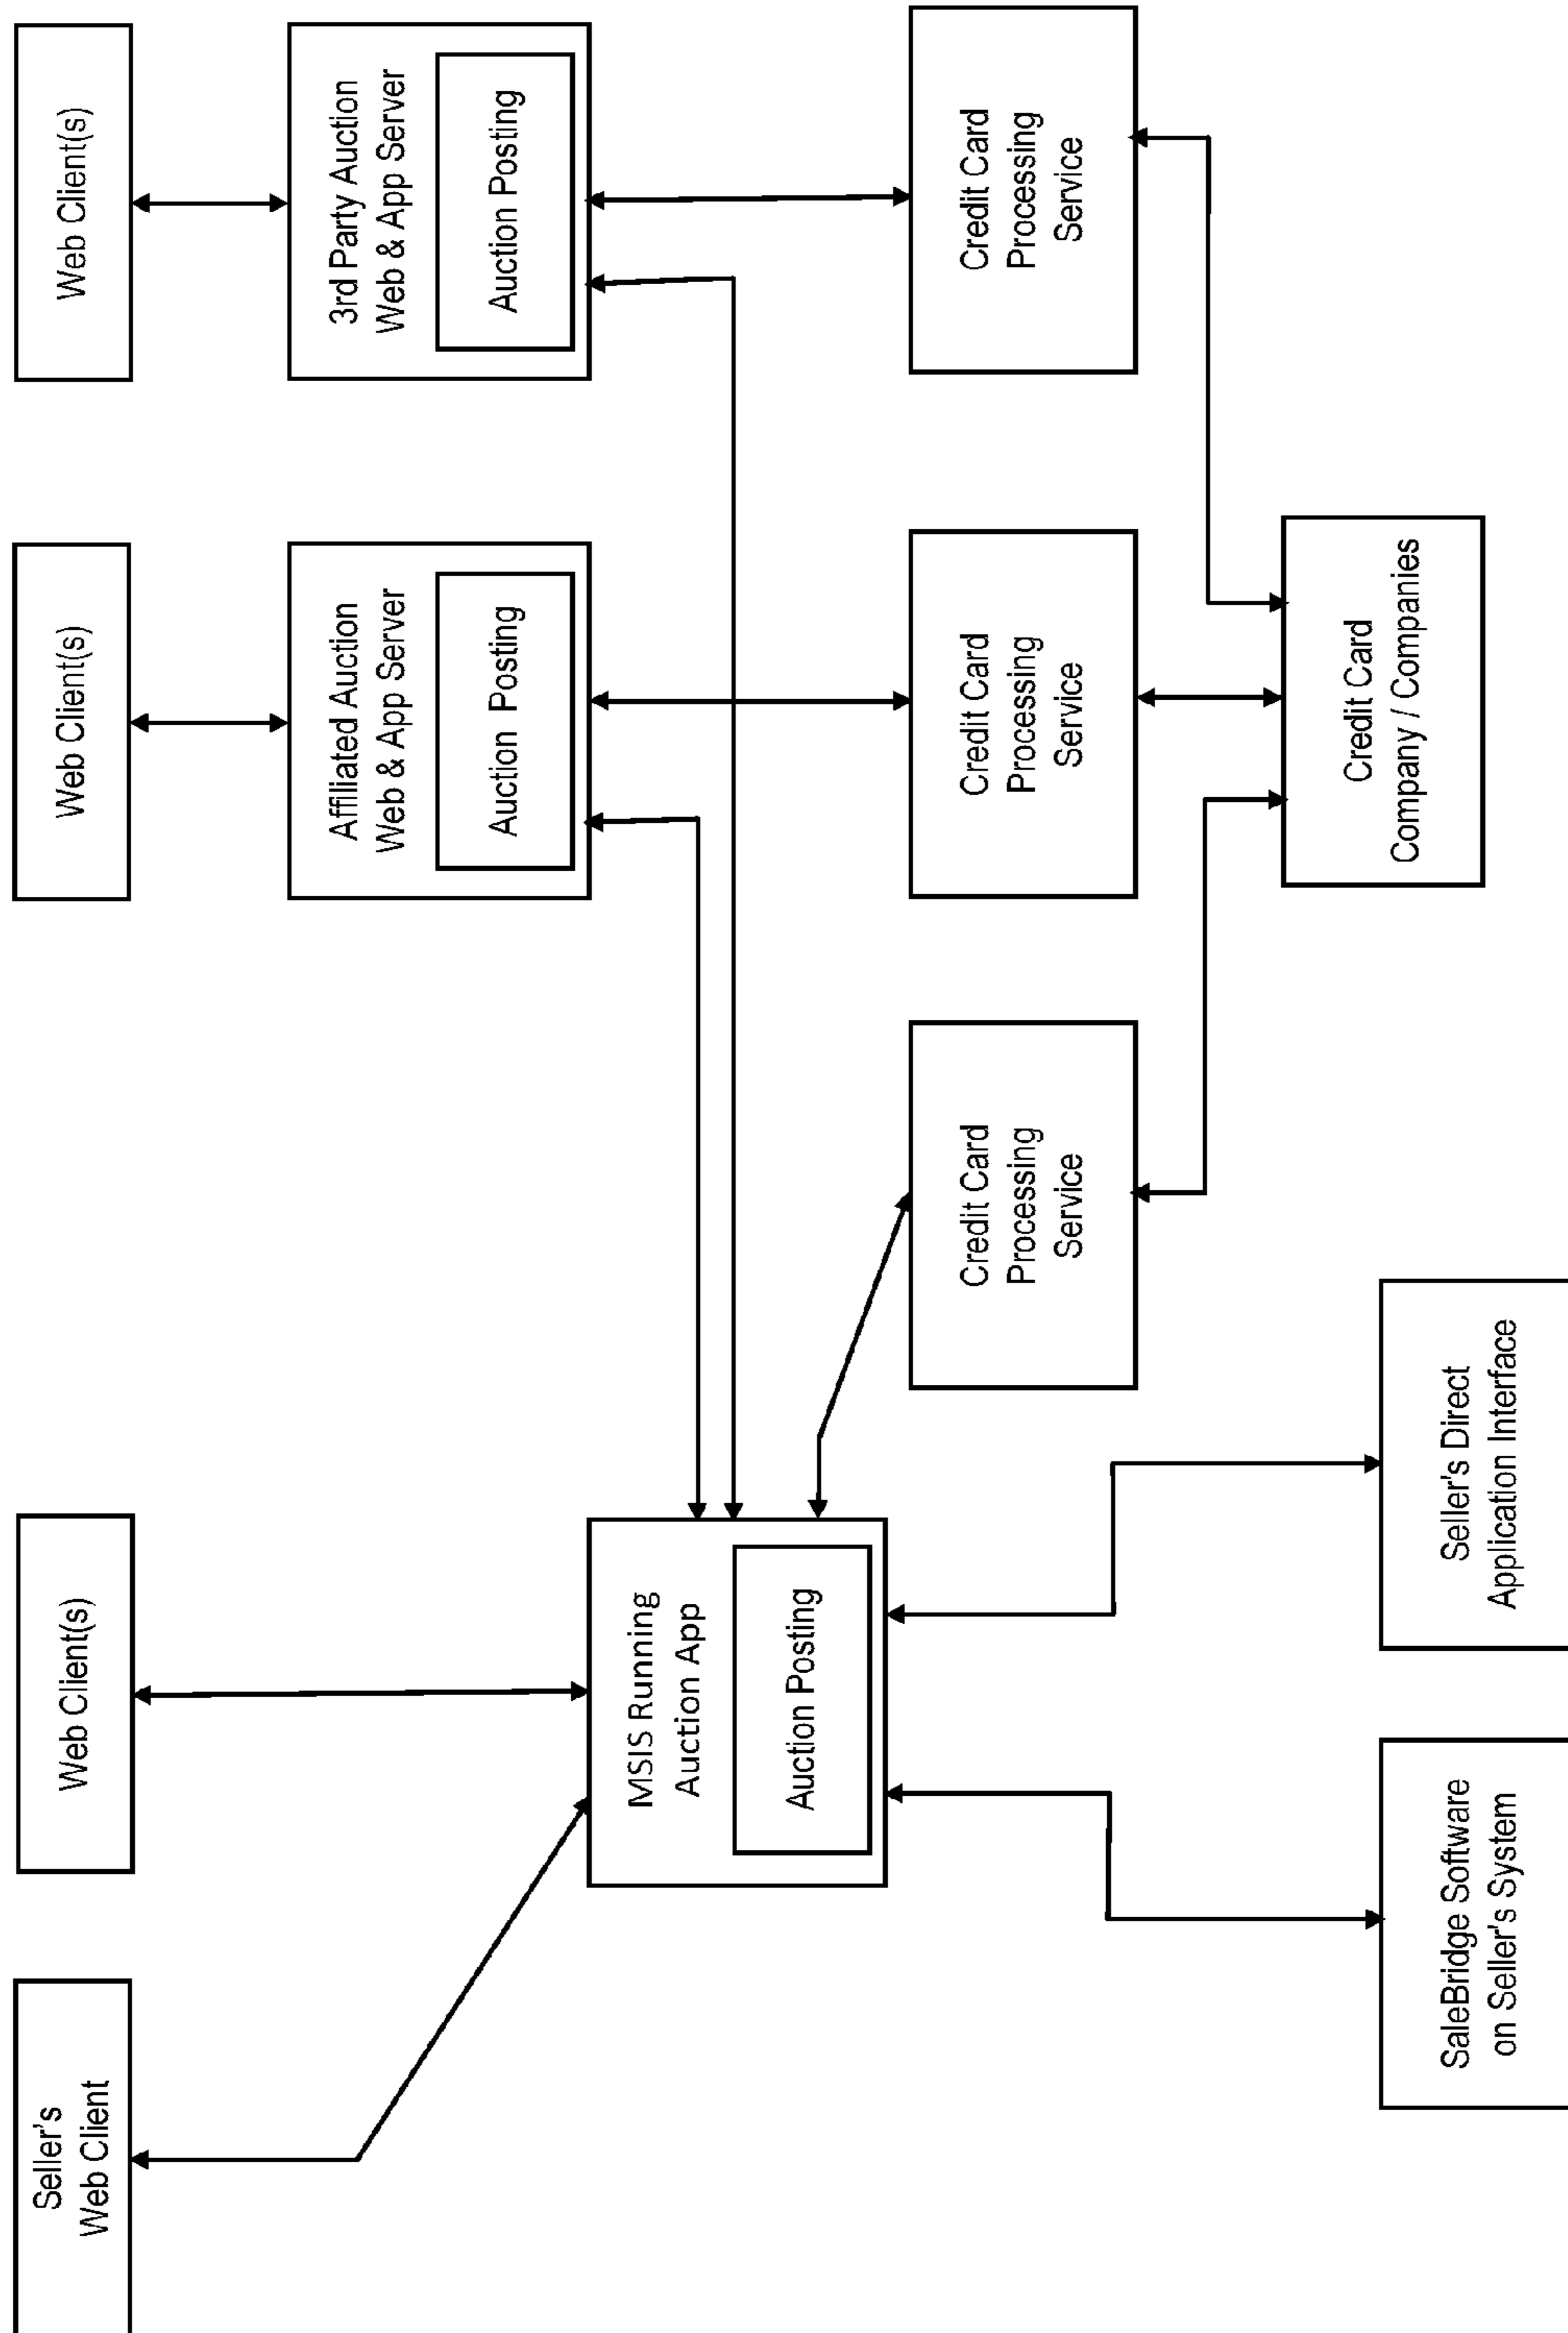 Seller's
Web Client
Web Client(s)
Web Client(s)
Web Client(s)
Affiliated Auction
Web & App Server
Auction Posting
3rd Party Auction
Web & App Server
Auction Posting
MSIS Running
Auction App
Auction Posting
Credit Card
Processing
Service
Credit Card
Processing
Service
Credit Card
Processing
Service
Credit Card
Company / Companies
SaleBridge Software
on Seller's System
Seller's Direct
Application Interface